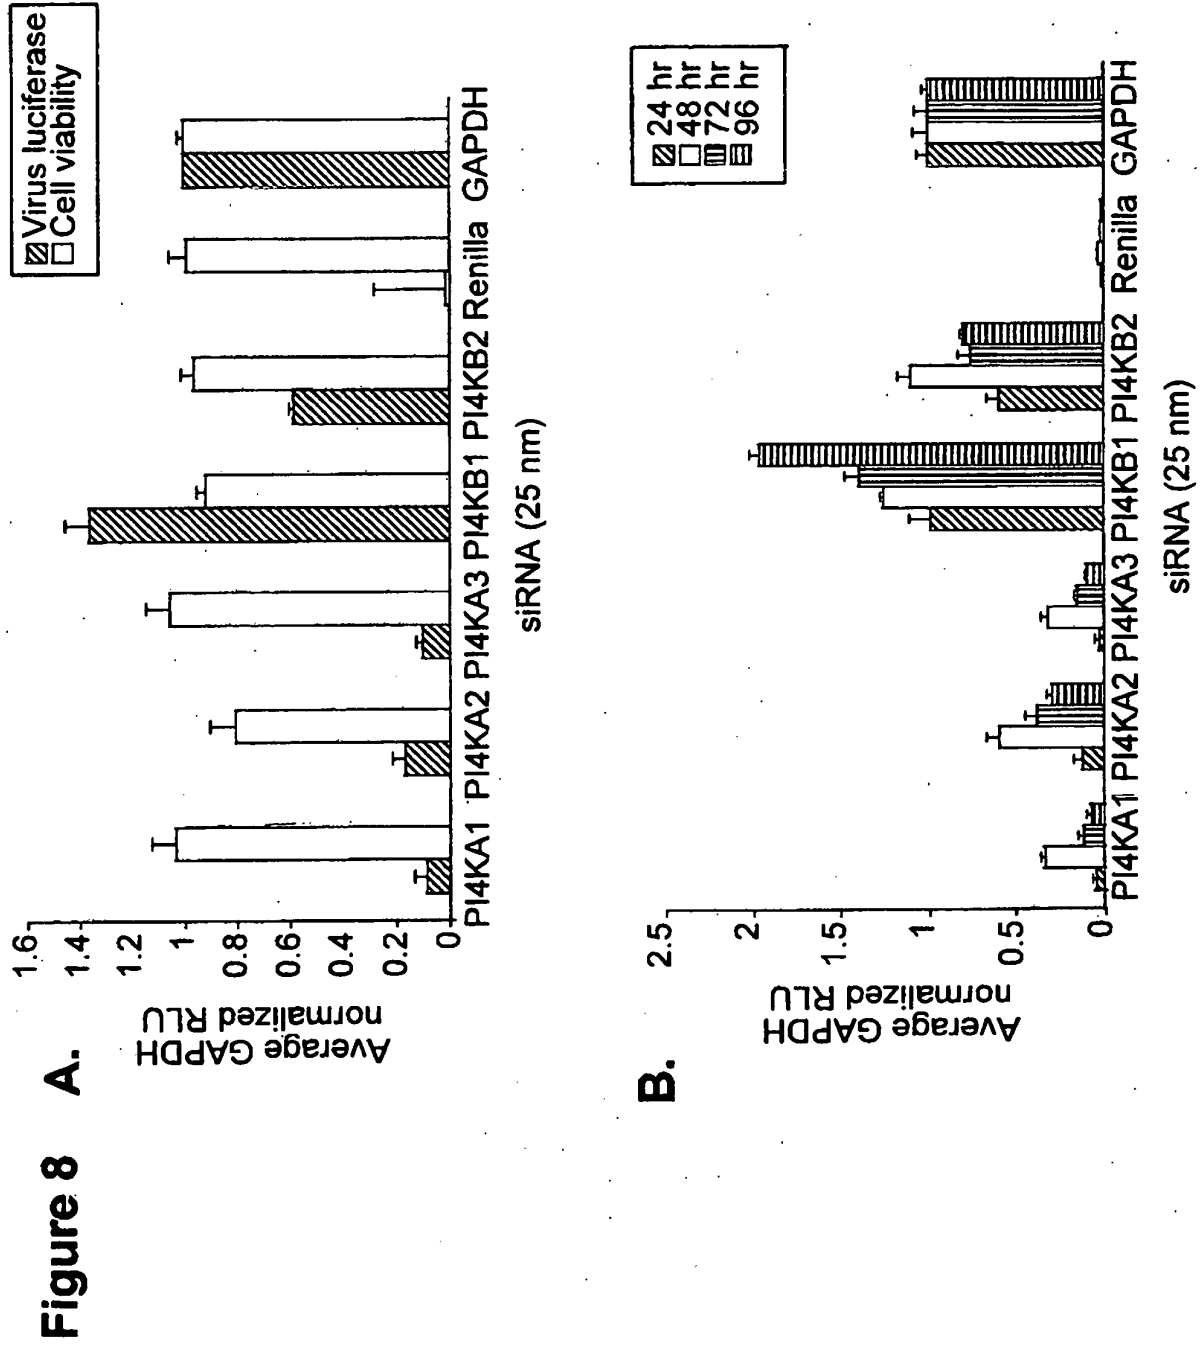 Figure 8
A.
Virus luciferase
Cell viability
Average GAPDH
normalized RLU
1.6
1.4
1.2
1
0.8
0.6
0.4
0.2
0
PI4KA1 PI4KA2 PI4KA3 PI4KB1 PI4KB2 Renilla GAPDH
siRNA (25 nm)
B.
24 hr
48 hr
72 hr
96 hr
Average GAPDH
normalized RLU
2.5
2
1.5
1
0.5
0
PI4KA1 PI4KA2 PI4KA3 PI4KB1 PI4KB2 Renilla GAPDH
siRNA (25 nm)